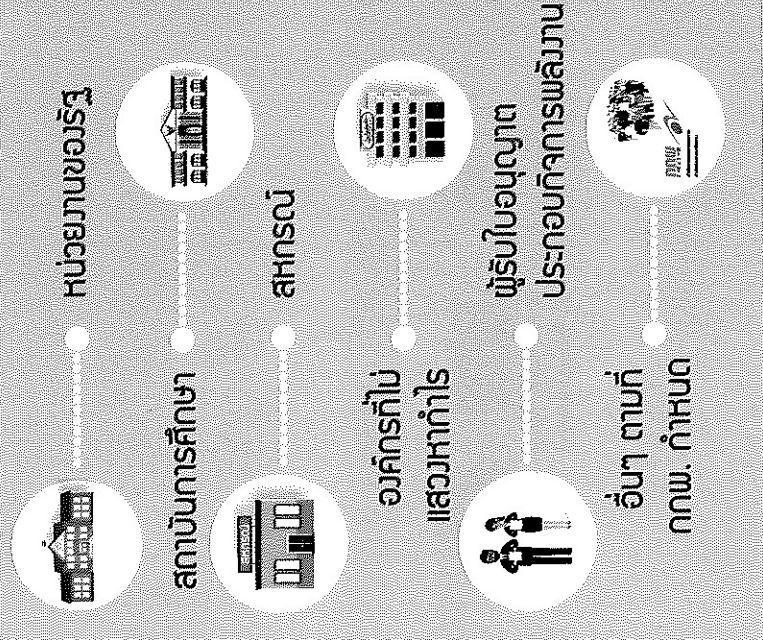 หน่วยงานของรัฐ
สถาบันการศึกษา
สหกรณ์
องค์กรที่ไม่
แสวงหากำไร
ผู้รับใบอนุญาต
ประกอบกิจการพลังงาน
อื่นๆ ตามที่
กกพ. กำหนด